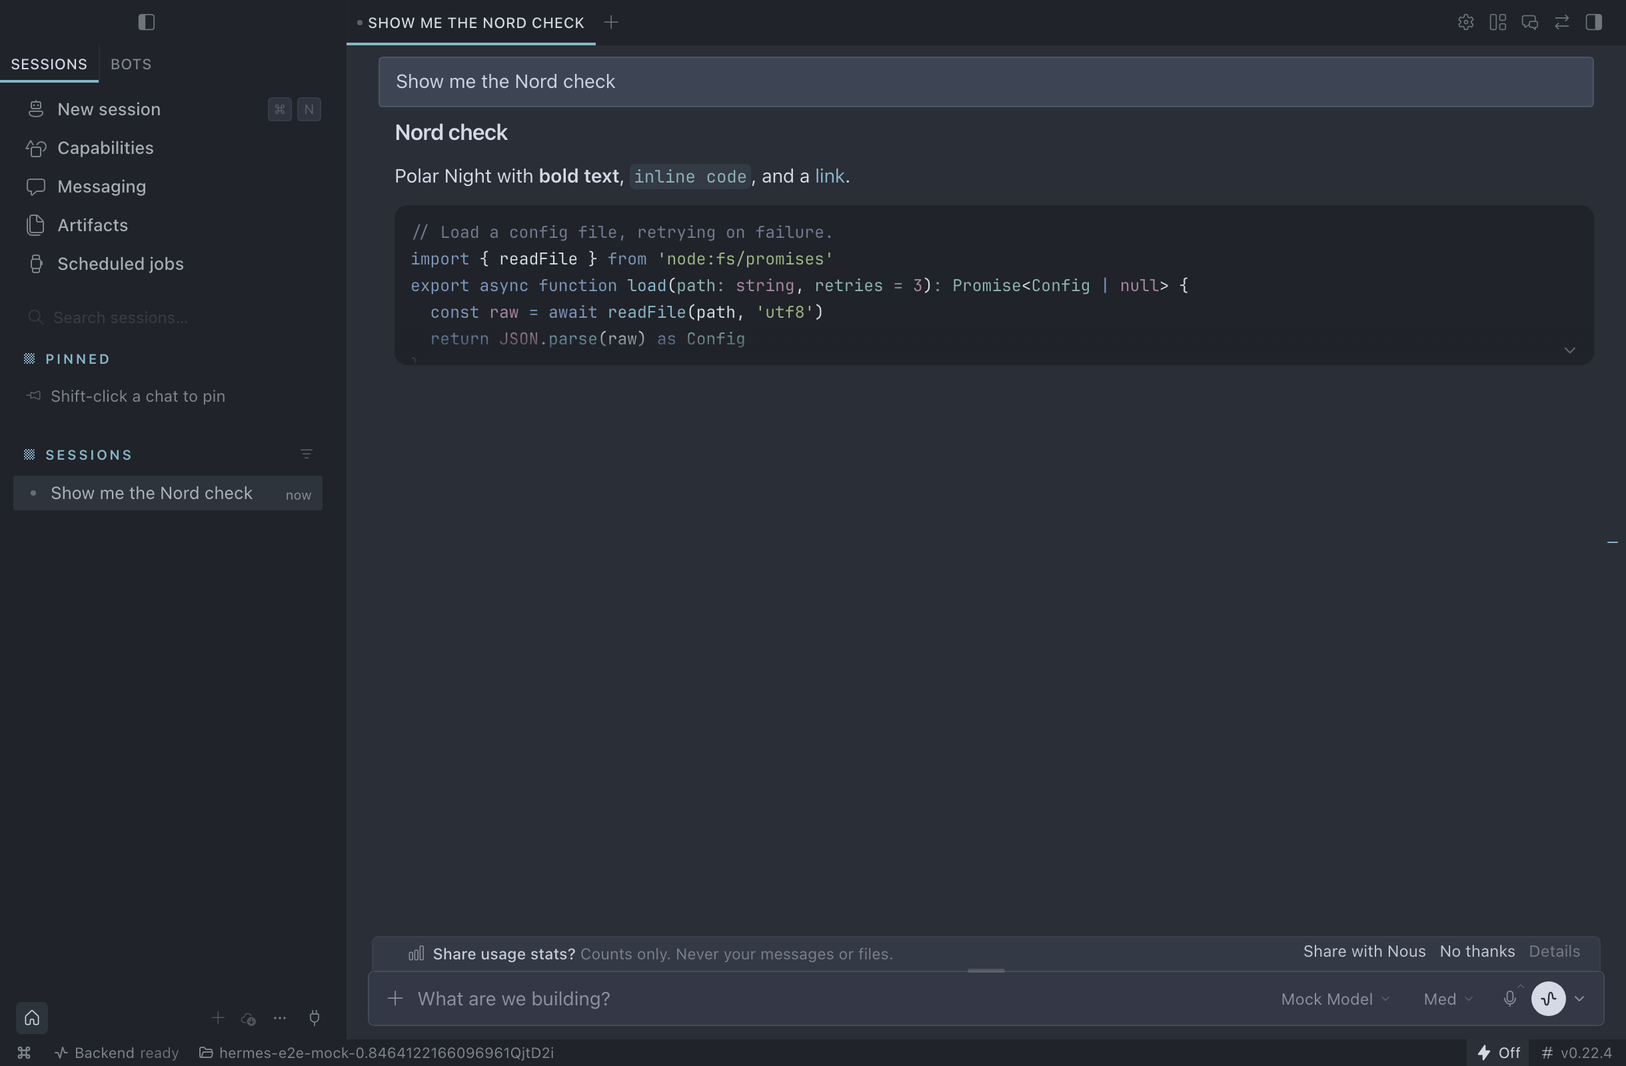 SHOW ME THE NORD CHECK
SESSIONS
BOTS
New session
⌘ N
Capabilities
Messaging
Artifacts
Scheduled jobs
Search sessions...
PINNED
Shift-click a chat to pin
SESSIONS
Show me the Nord check
now
Show me the Nord check
Nord check
Polar Night with bold text, inline code, and a link.
// Load a config file, retrying on failure.
import { readFile } from 'node:fs/promises'
export async function load(path: string, retries = 3): Promise<Config | null> {
const raw = await readFile(path, 'utf8')
return JSON.parse(raw) as Config
Share usage stats? Counts only. Never your messages or files.
Share with Nous
No thanks
Details
What are we building?
Mock Model
Med
⌘
Backend ready
hermes-e2e-mock-0.8464122166096961QjtD2i
Off
# v0.22.4